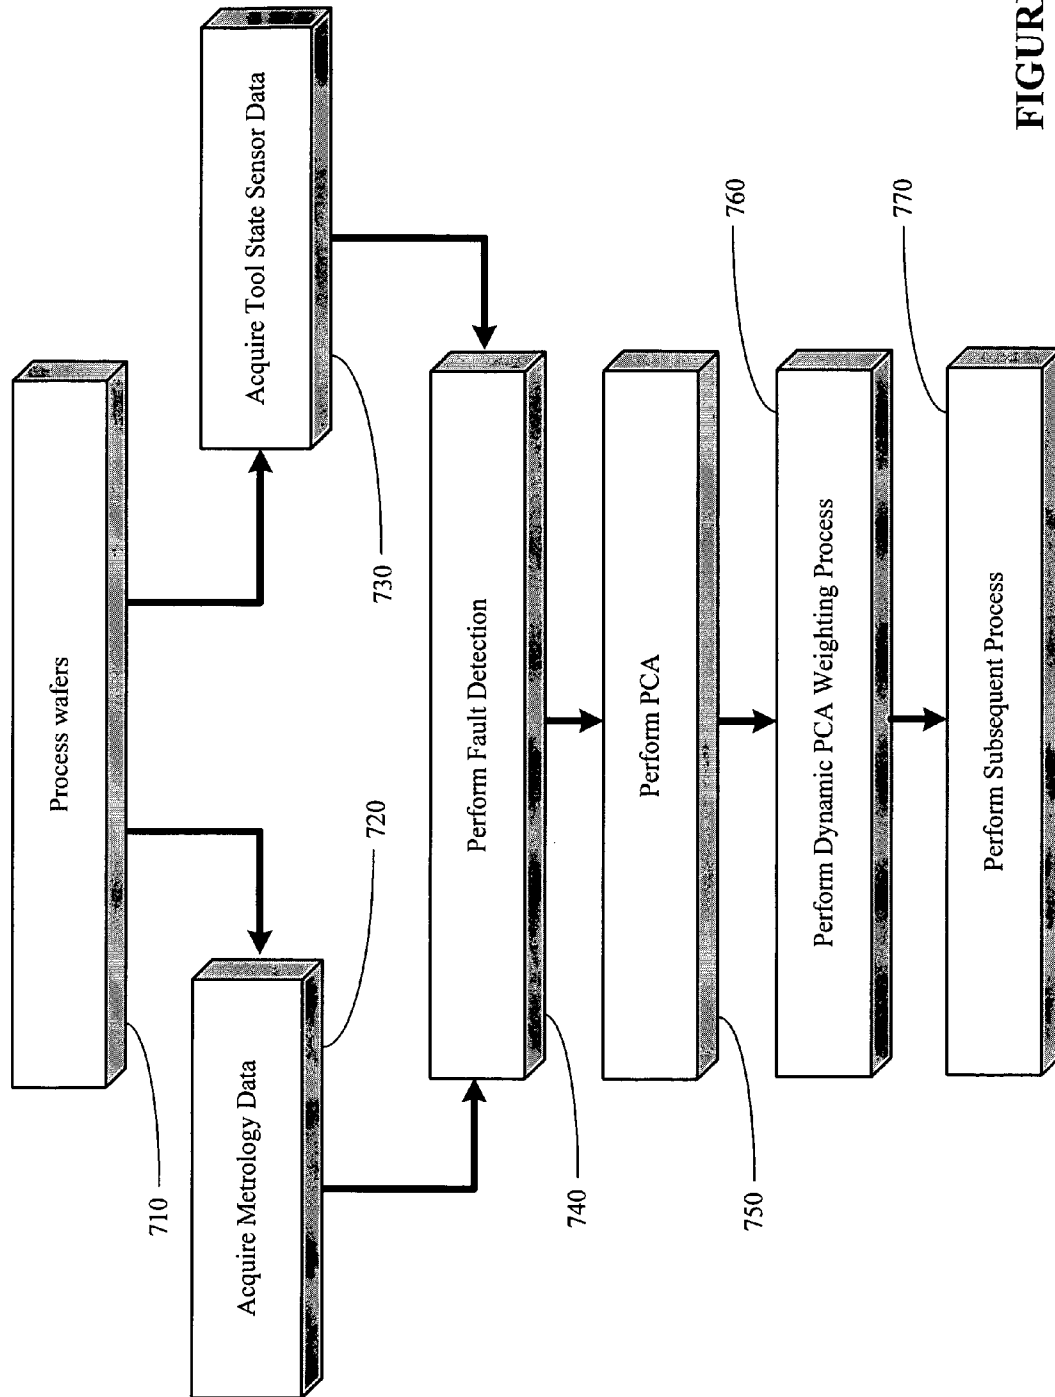 Process wafers
710
Acquire Metrology Data
720
Acquire Tool State Sensor Data
730
Perform Fault Detection
740
Perform PCA
750
Perform Dynamic PCA Weighting Process
760
Perform Subsequent Process
770